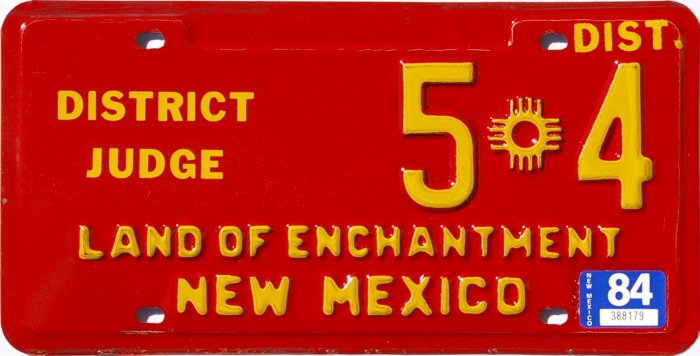 DIST.
DISTRICT
JUDGE
5 4
LAND OF ENCHANTMENT
NEW MEXICO
NEW MEXICO
84
388179